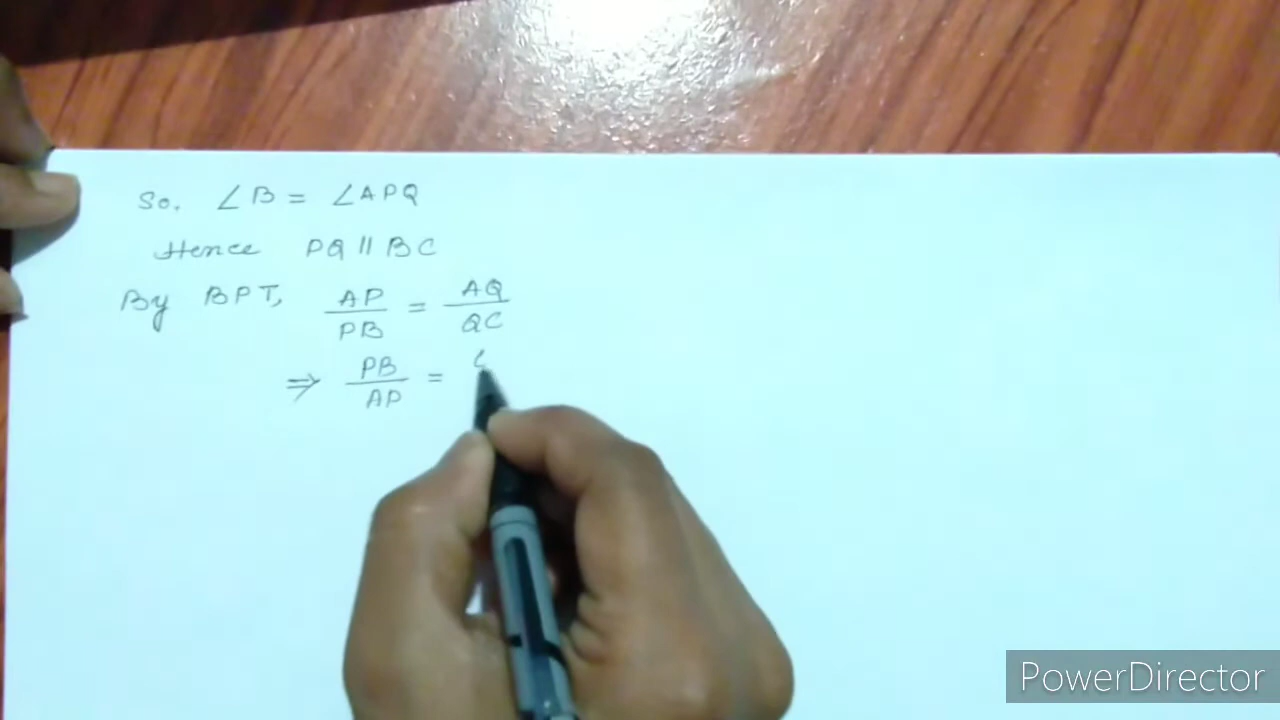 So, ∠B = ∠APQ
Hence PQ || BC
By BPT, AP/PB = AQ/QC
⇒ PB/AP =
PowerDirector